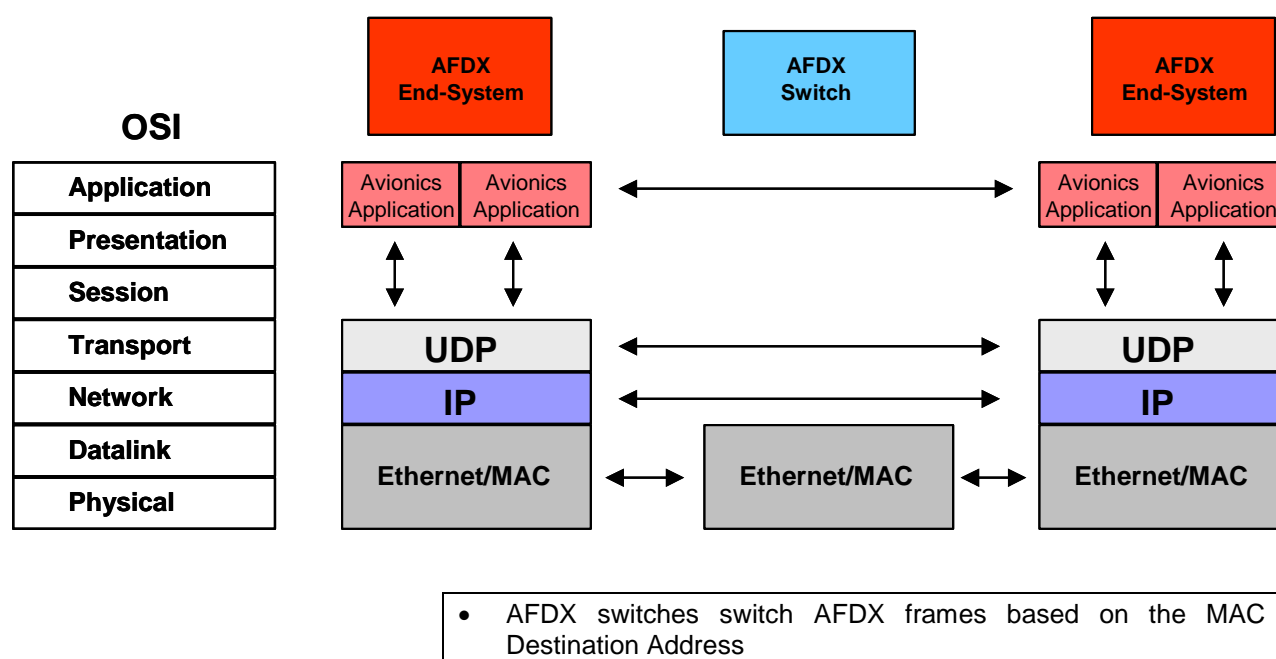 AFDX
End-System
AFDX
Switch
AFDX
End-System
OSI
Application
Presentation
Session
Transport
Network
Datalink
Physical
Avionics
Application
Avionics
Application
UDP
IP
Ethernet/MAC
Ethernet/MAC
Avionics
Application
Avionics
Application
UDP
IP
Ethernet/MAC
• AFDX switches switch AFDX frames based on the MAC
Destination Address